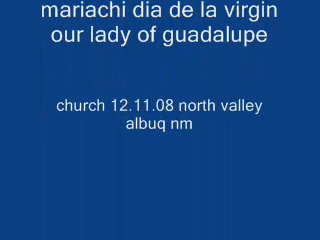 mariachi dia de la virgin
our lady of guadalupe
church 12.11.08 north valley
albuq nm